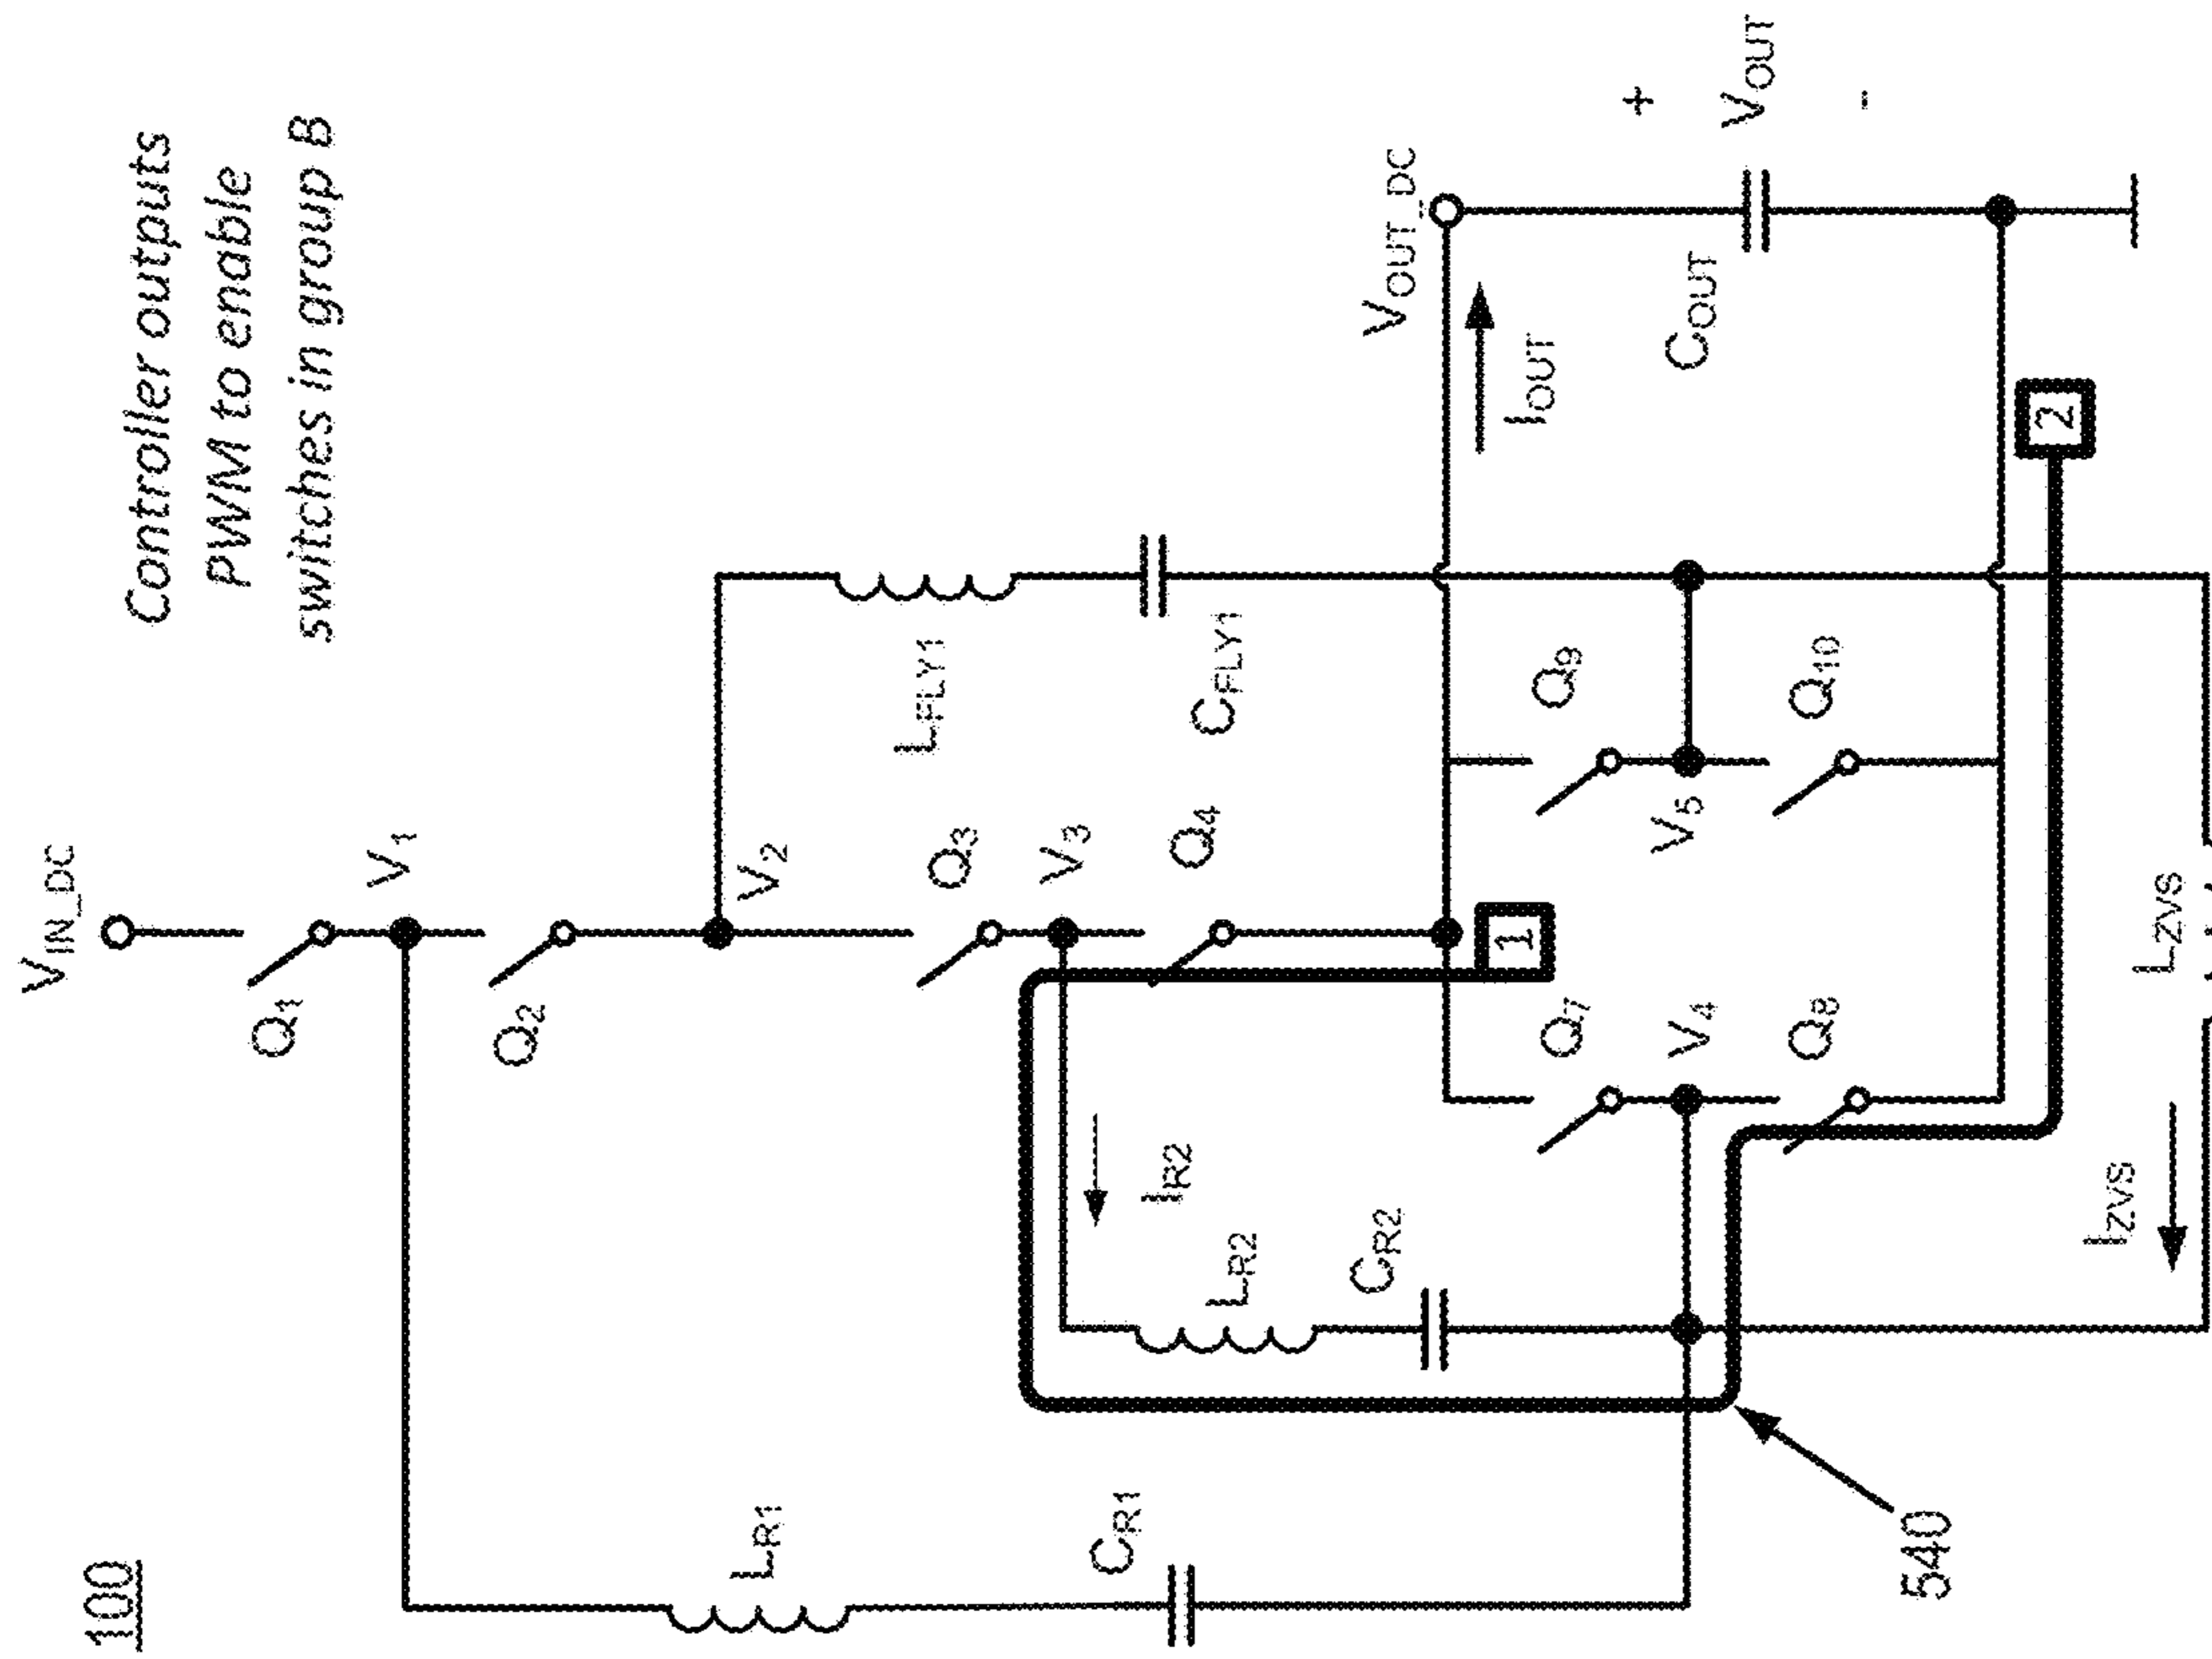 100
Controller outputs
PWM to enable
switches in group B
VIN_DC
Q1
V1
Q2
V2
LFLY1
CFLY1
Q3
V3
Q4
LR1
CR1
IR2
LR2
CR2
VOUT_DC
IOUT
COUT
+
VOUT
-
1
Q7
V4
Q8
Q9
V5
Q10
2
540
IZVS
LZVS